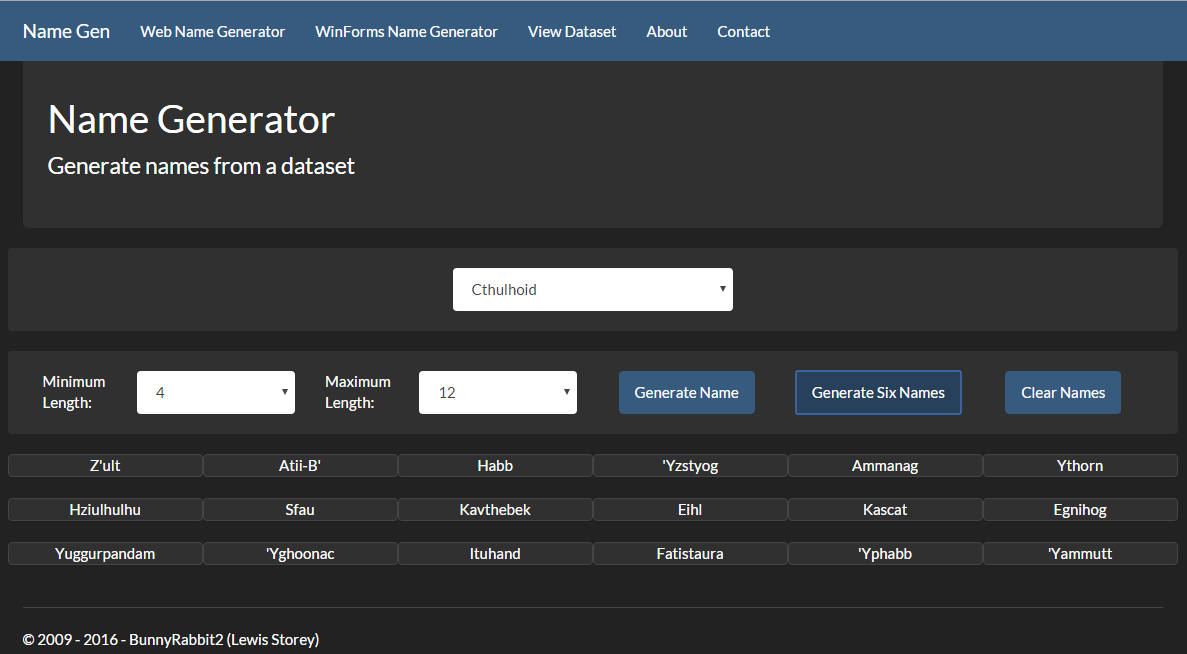 Name Gen Web Name Generator WinForms Name Generator View Dataset About Contact
Name Generator
Generate names from a dataset
Cthulhoid
Minimum Length: 4 Maximum Length: 12 Generate Name Generate Six Names Clear Names
Z'ult Atii-B' Habb 'Yzstyog Ammanag Ythorn
Hziulhulhu Sfau Kavthebek Eihl Kascat Egnihog
Yuggurpandam 'Yghoonac Ituhand Fatistaura 'Yphabb 'Yammutt
© 2009 - 2016 - BunnyRabbit2 (Lewis Storey)